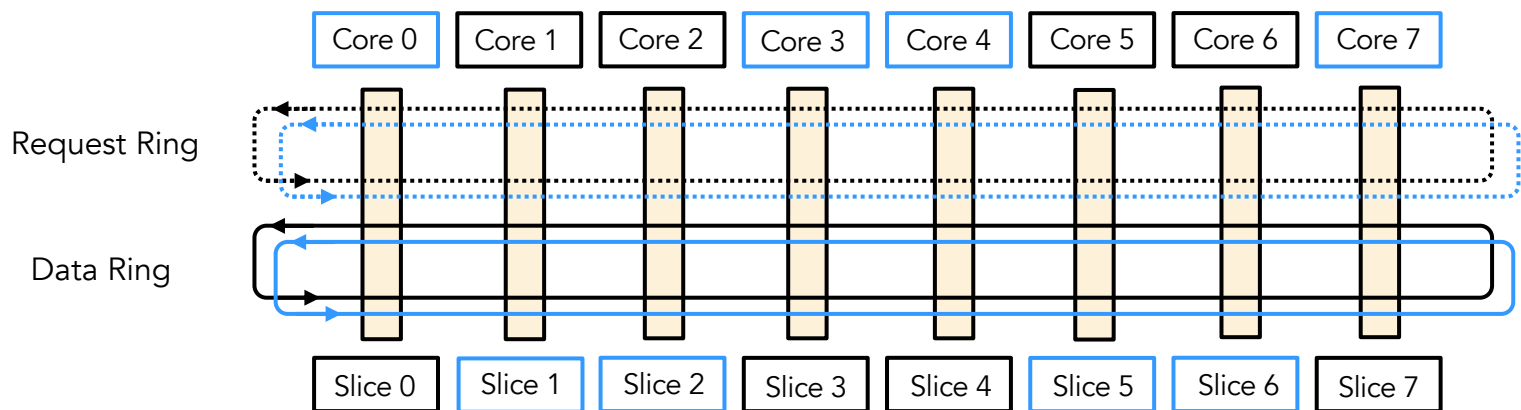 Core 0 Core 1 Core 2 Core 3 Core 4 Core 5 Core 6 Core 7
Request Ring
Data Ring
Slice 0 Slice 1 Slice 2 Slice 3 Slice 4 Slice 5 Slice 6 Slice 7